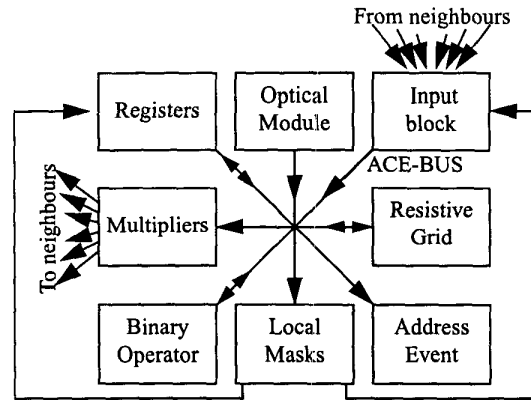 From neighbours
Registers
Optical
Module
Input
block
ACE-BUS
To neighbours
Multipliers
Resistive
Grid
Binary
Operator
Local
Masks
Address
Event